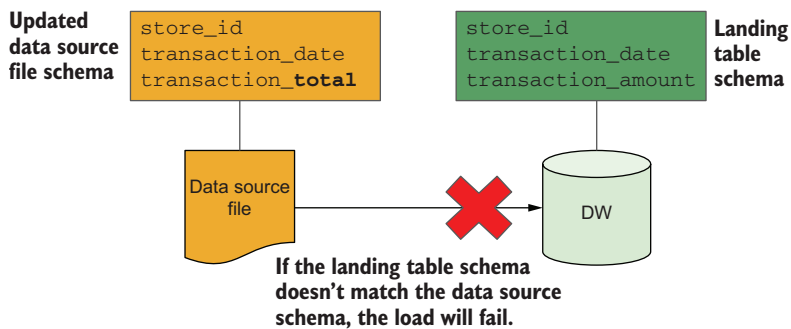 Updated
data source
file schema
store_id
transaction_date
transaction_total
store_id
transaction_date
transaction_amount
Landing
table
schema
Data source
file
DW
If the landing table schema
doesn't match the data source
schema, the load will fail.